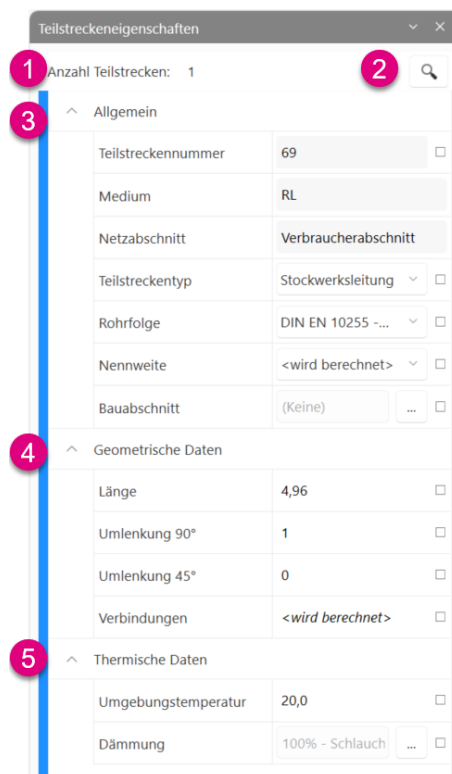 Teilstreckeneigenschaften
1 Anzahl Teilstrecken: 1 2
3 Allgemein
Teilstreckennummer 69
Medium RL
Netzabschnitt Verbraucherabschnitt
Teilstreckentyp Stockwerksleitung
Rohrfolge DIN EN 10255 -...
Nennweite <wird berechnet>
Bauabschnitt (Keine) ...
4 Geometrische Daten
Länge 4,96
Umlenkung 90° 1
Umlenkung 45° 0
Verbindungen <wird berechnet>
5 Thermische Daten
Umgebungstemperatur 20,0
Dämmung 100% - Schlauch ...